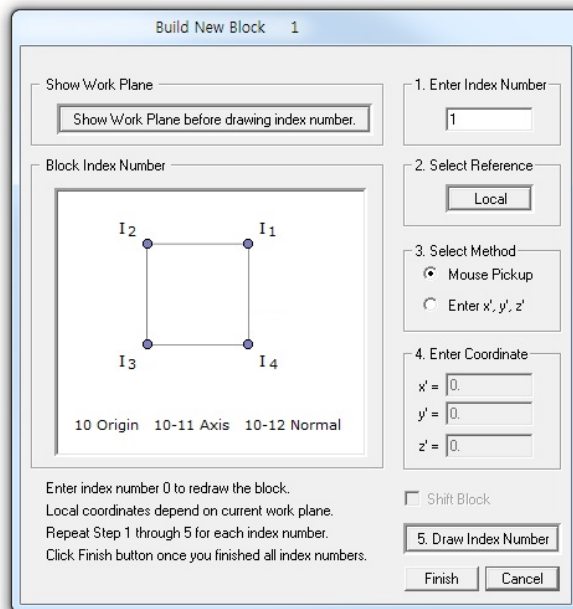 Build New Block 1
Show Work Plane
Show Work Plane before drawing index number.
Block Index Number
I2 I1
I3 I4
10 Origin 10-11 Axis 10-12 Normal
Enter index number 0 to redraw the block.
Local coordinates depend on current work plane.
Repeat Step 1 through 5 for each index number.
Click Finish button once you finished all index numbers.
1. Enter Index Number
1
2. Select Reference
Local
3. Select Method
Mouse Pickup
Enter x', y', z'
4. Enter Coordinate
x' = 0.
y' = 0.
z' = 0.
Shift Block
5. Draw Index Number
Finish Cancel